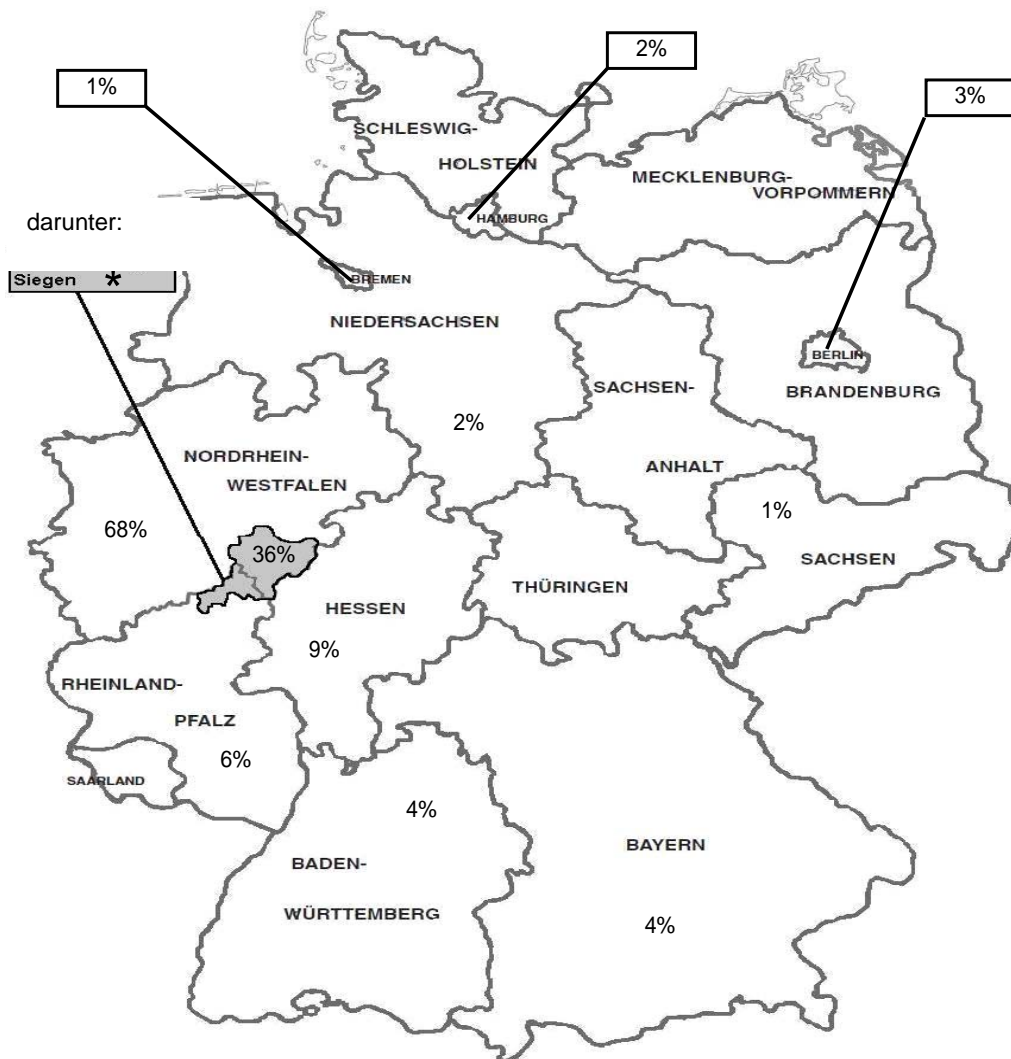 2%
1%
3%
SCHLESWIG-
HOLSTEIN
MECKLENBURG-
VORPOMMERN
HAMBURG
darunter:
Siegen *
BREMEN
NIEDERSACHSEN
BERLIN
BRANDENBURG
SACHSEN-
ANHALT
2%
NORDRHEIN-
WESTFALEN
68%
36%
1%
SACHSEN
THÜRINGEN
HESSEN
9%
RHEINLAND-
PFALZ
6%
SAARLAND
4%
BADEN-
WÜRTTEMBERG
BAYERN
4%